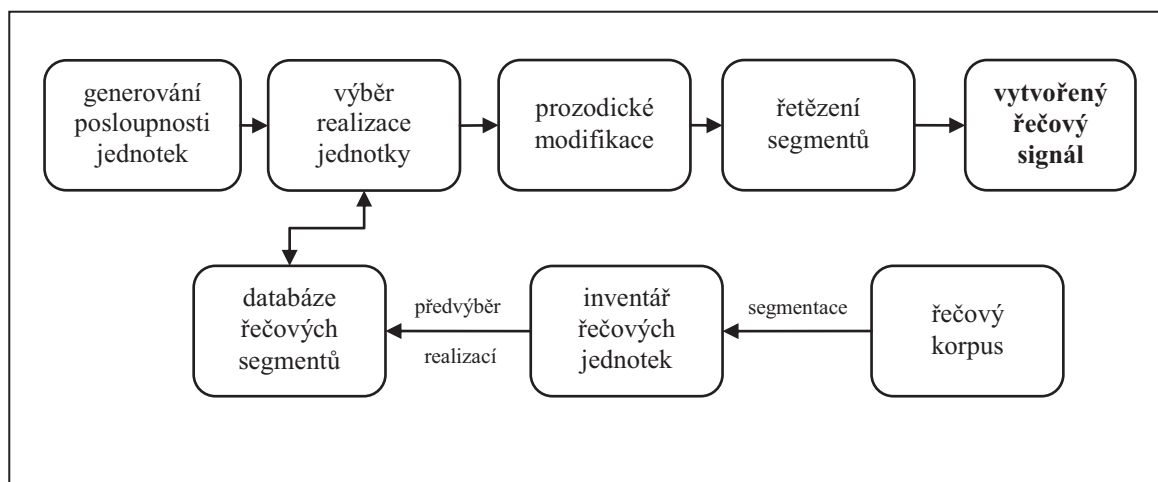 generování
posloupnosti
jednotek
výběr
realizace
jednotky
prozodické
modifikace
řetězení
segmentů
vytvořený
řečový
signál
databáze
řečových
segmentů
předvýběr
realizací
inventář
řečových
jednotek
segmentace
řečový
korpus